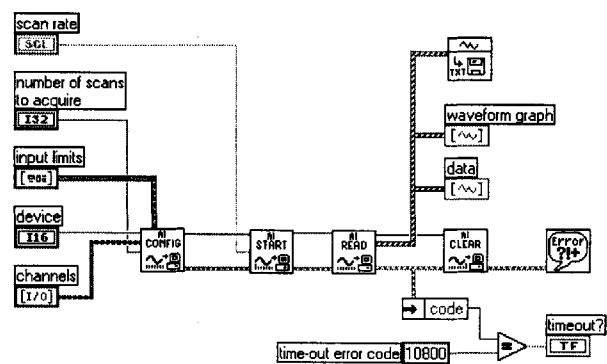 scan rate
SGL
number of scans
to acquire
I32
input limits
device
I16
channels
[I/O]
AI
CONFIG
AI
START
AI
READ
AI
CLEAR
TXT
waveform graph
data
Error
?!+
code
time-out error code 10800
=
timeout?
TF